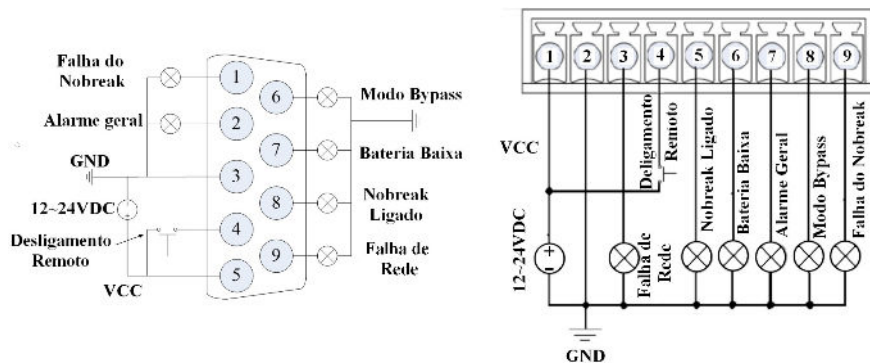 Falha do
Nobreak
1
6
Modo Bypass
Alarme geral
2
7
Bateria Baixa
GND
3
12~24VDC
8
Nobreak
Ligado
Desligamento
Remoto
4
9
Falha de
Rede
VCC
5
1
2
3
4
5
6
7
8
9
VCC
Deligamento
Remoto
Nobreak Ligado
Bateria Baixa
Alarme Geral
Modo Bypass
Falha do Nobreak
12~24VDC
+
-
Falha de
Rede
GND